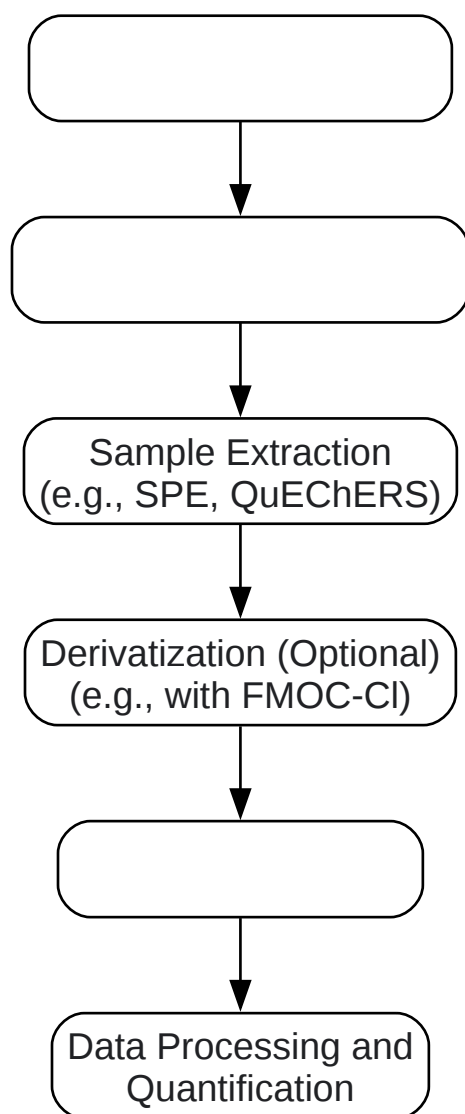 Sample Extraction
(e.g., SPE, QuEChERS)
Derivatization (Optional)
(e.g., with FMOC-Cl)
Data Processing and
Quantification